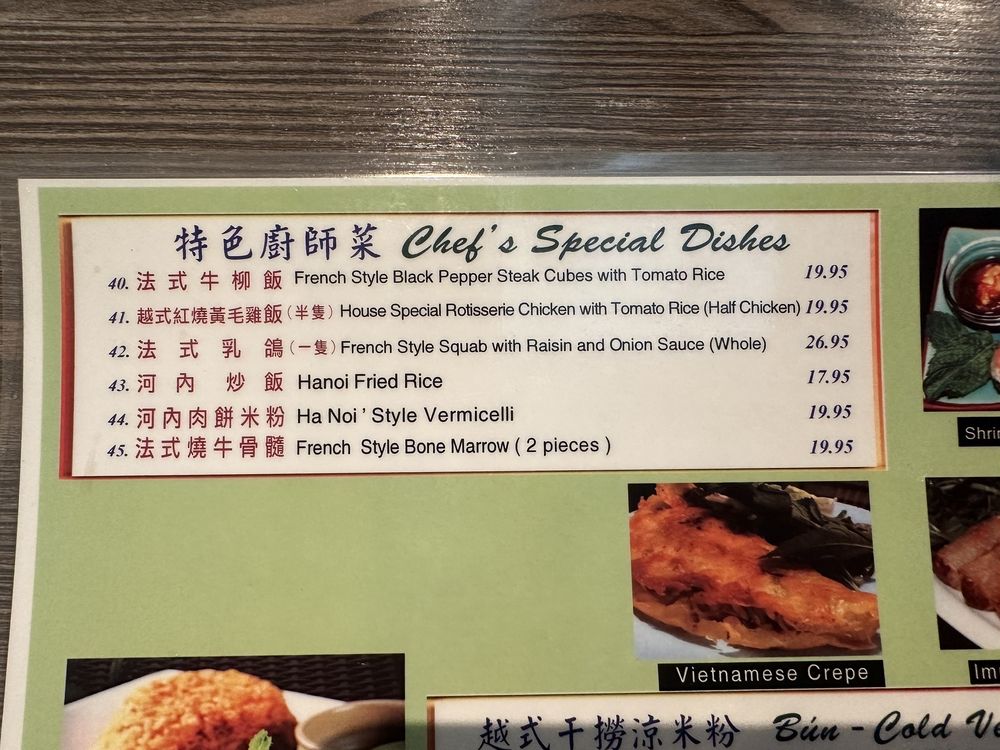 特色廚師菜 Chef's Special Dishes
40. 法式牛柳飯 French Style Black Pepper Steak Cubes with Tomato Rice 19.95
41. 越式紅燒黃毛雞飯(半隻) House Special Rotisserie Chicken with Tomato Rice (Half Chicken) 19.95
42. 法式乳鴿(一隻) French Style Squab with Raisin and Onion Sauce (Whole) 26.95
43. 河內炒飯 Hanoi Fried Rice 17.95
44. 河內肉餅米粉 Ha Noi ' Style Vermicelli 19.95
45. 法式燒牛骨髓 French Style Bone Marrow ( 2 pieces ) 19.95
Vietnamese Crepe
越式干撈涼米粉 Bún - Cold